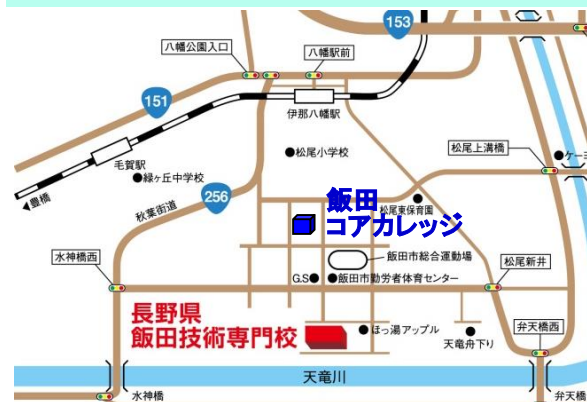 153
八幡公園入口
八幡駅前
151
伊那八幡駅
毛賀駅
松尾小学校
松尾上溝橋
ケーヨ
緑ヶ丘中学校
豊橋
256
秋葉街道
飯田
コアカレッジ
松尾東保育園
水神橋西
飯田市総合運動場
松尾新井
G.S
飯田市勤労者体育センター
長野県
飯田技術専門校
ほっ湯アップル
天竜舟下り
弁天橋西
天竜川
水神橋
弁天橋